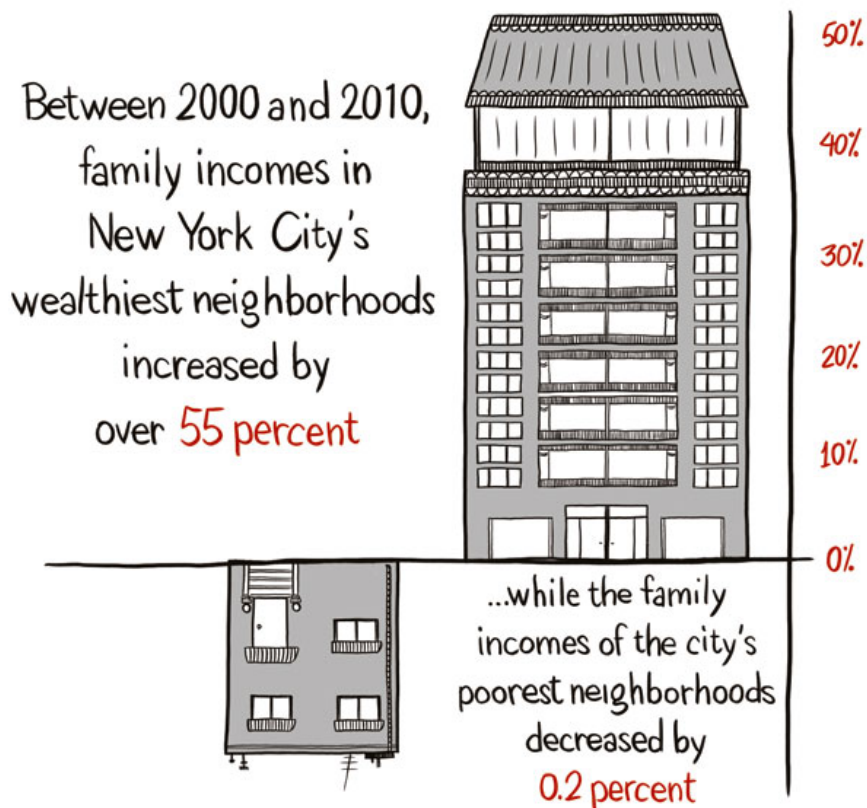 Between 2000 and 2010,
family incomes in
New York City's
wealthiest neighborhoods
increased by
over 55 percent
50%
40%
30%
20%
10%
0%
...while the family
incomes of the city's
poorest neighborhoods
decreased by
0.2 percent